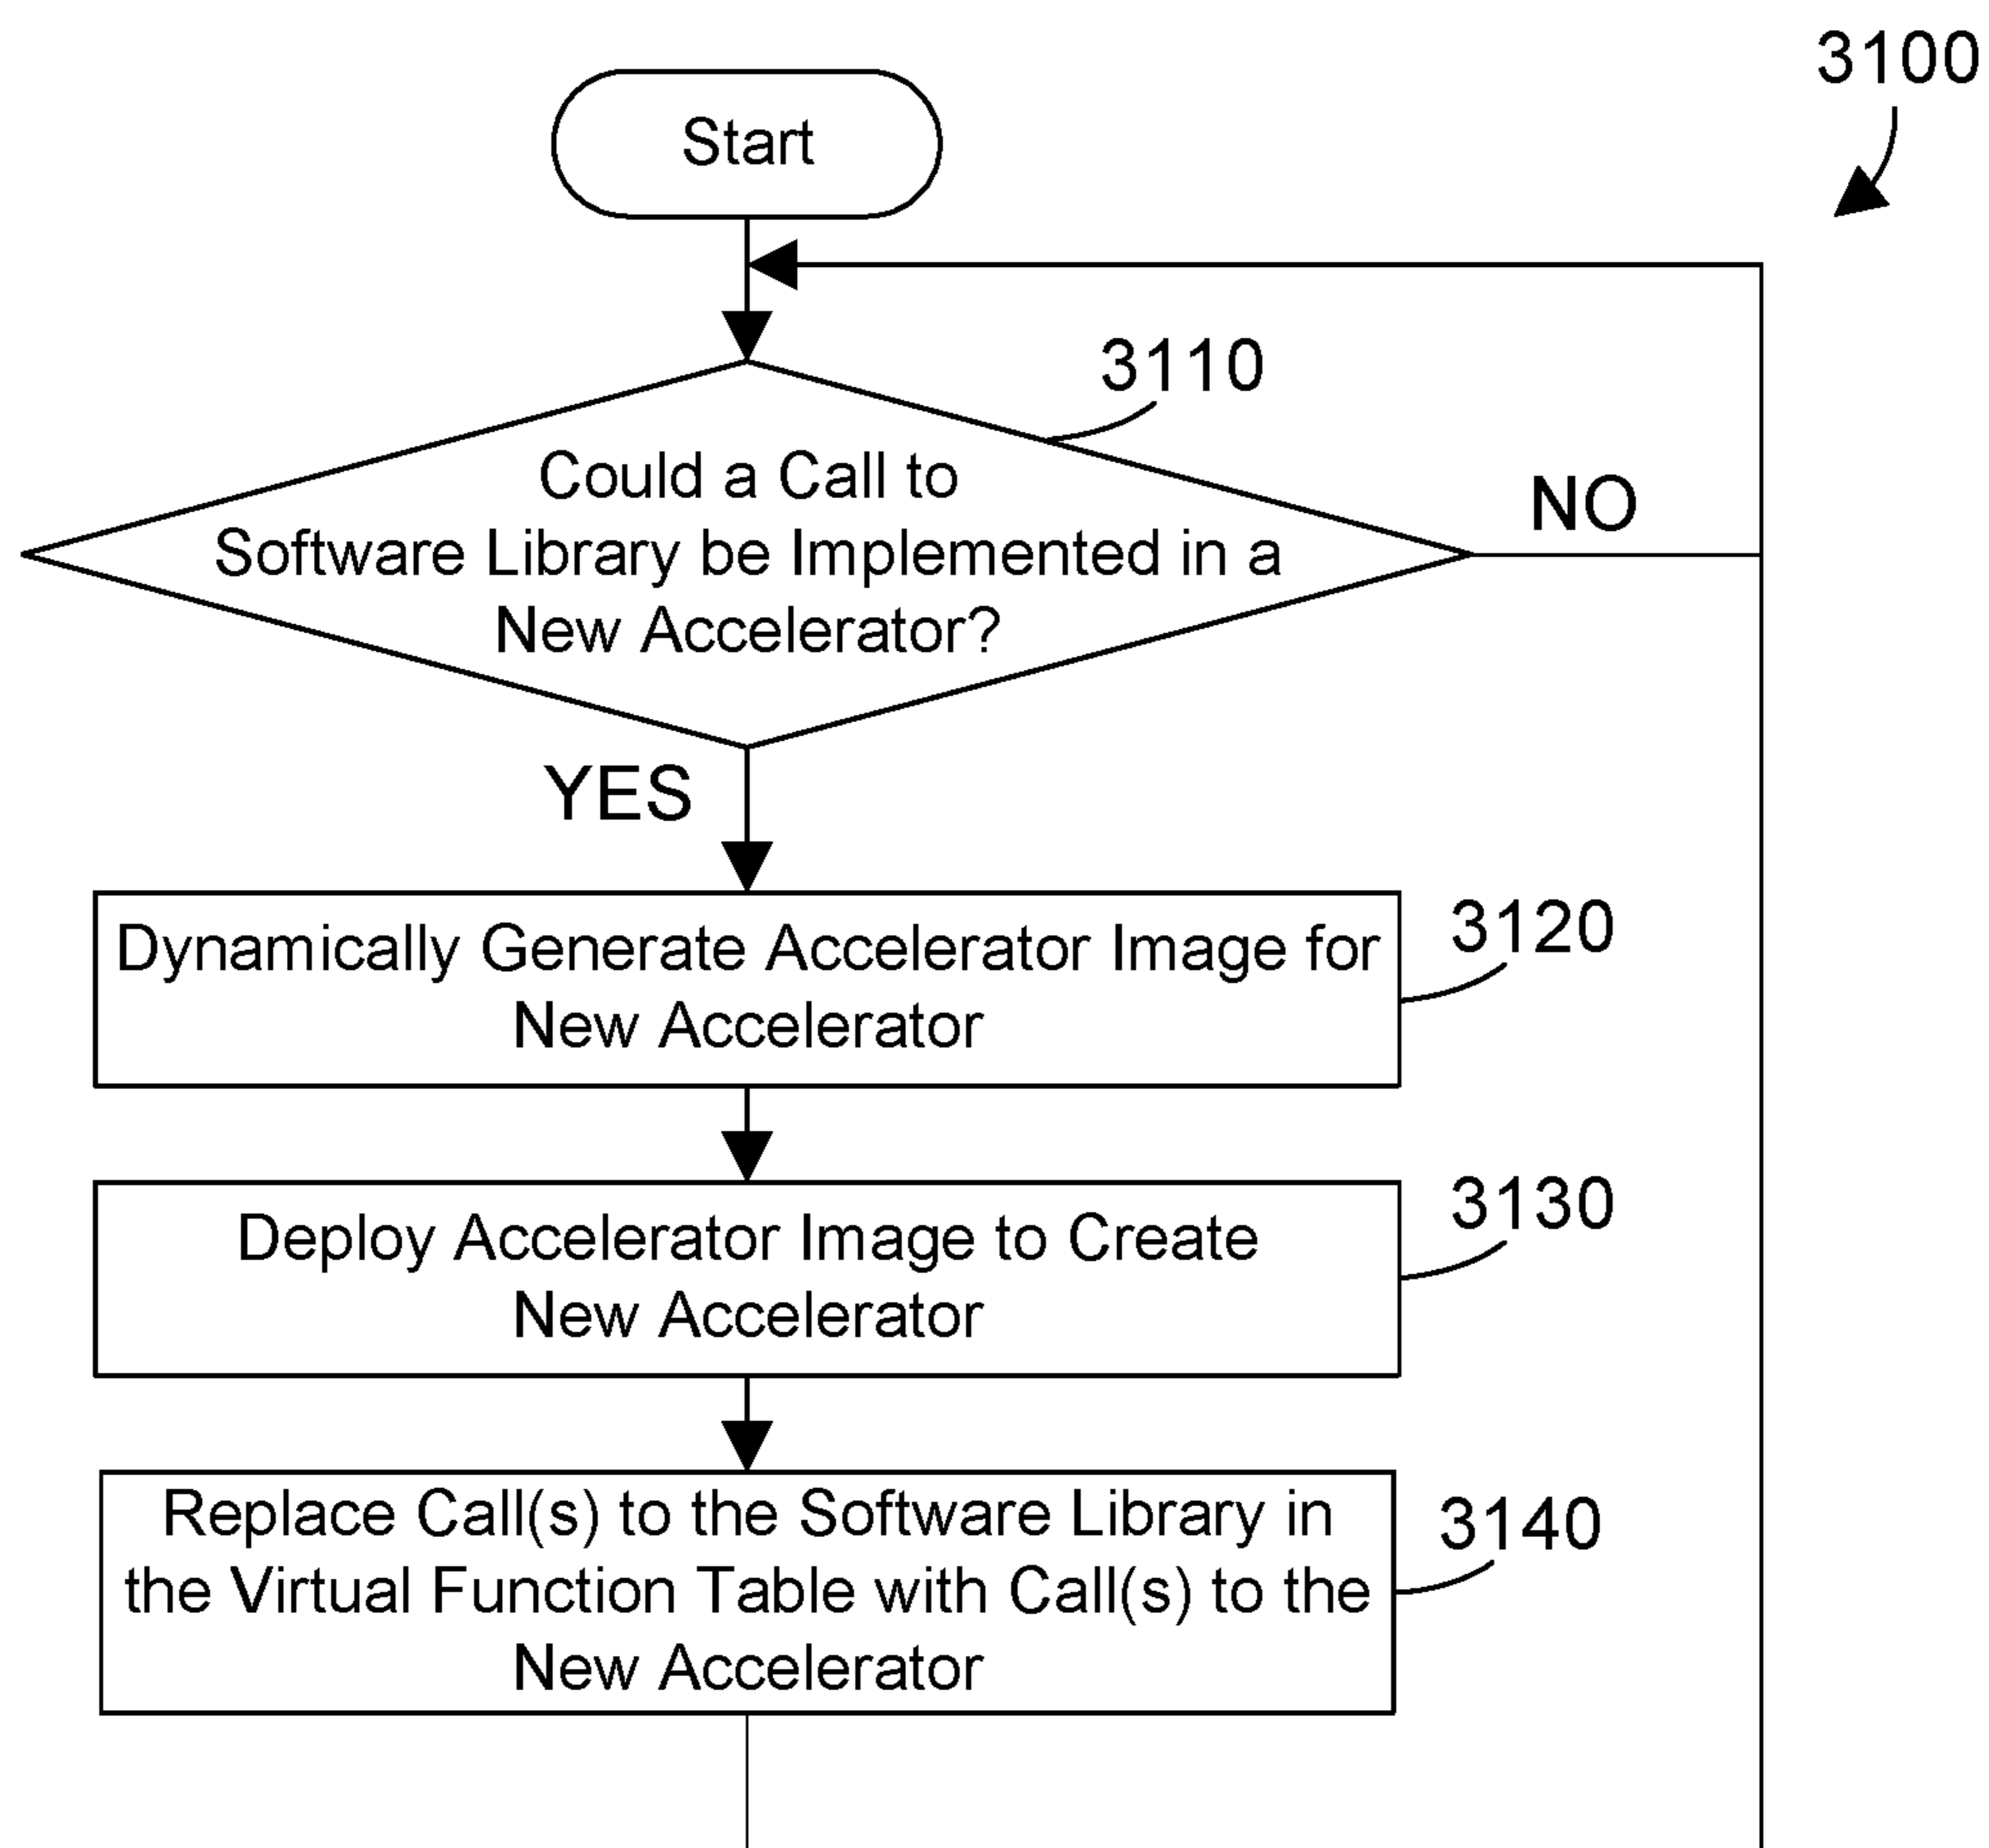 3100
Start
3110
Could a Call to
Software Library be Implemented in a
New Accelerator?
NO
YES
Dynamically Generate Accelerator Image for
New Accelerator
3120
Deploy Accelerator Image to Create
New Accelerator
3130
Replace Call(s) to the Software Library in
the Virtual Function Table with Call(s) to the
New Accelerator
3140